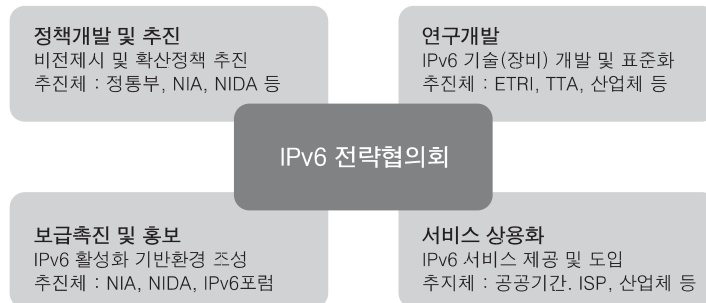 정책개발 및 추진
비전제시 및 확산정책 추진
추진체 : 정통부, NIA, NIDA 등
연구개발
IPv6 기술(장비) 개발 및 표준화
추진체 : ETRI, TTA, 산업체 등
IPv6 전략협의회
보급촉진 및 홍보
IPv6 활성화 기반환경 조성
추진체 : NIA, NIDA, IPv6포럼
서비스 상용화
IPv6 서비스 제공 및 도입
추지체 : 공공기간. ISP, 산업체 등